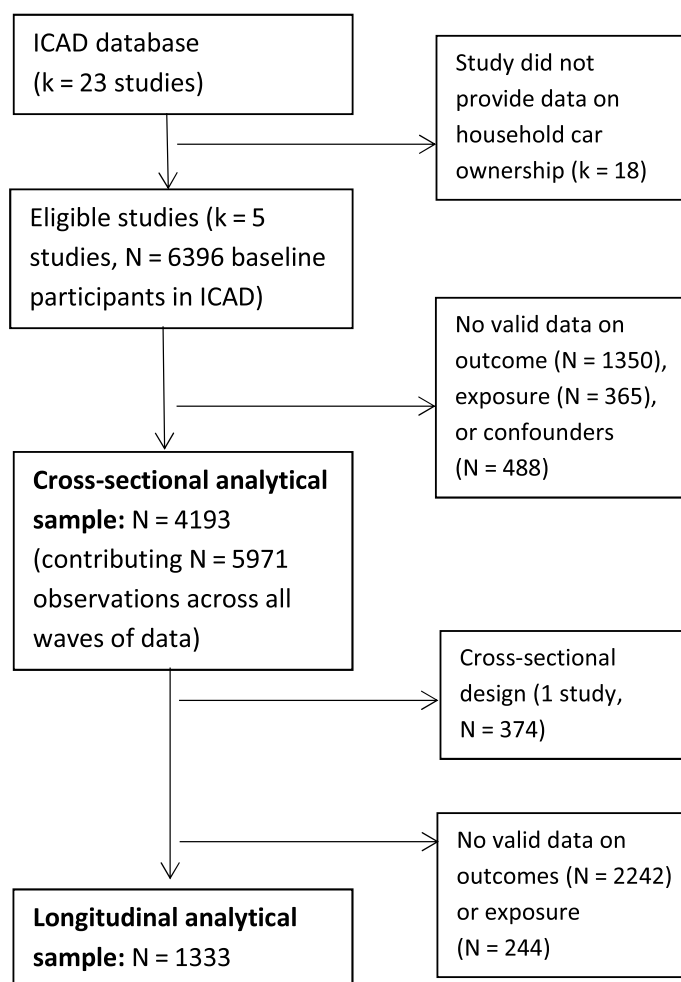 ICAD database
(k = 23 studies)
Study did not
provide data on
household car
ownership (k = 18)
Eligible studies (k = 5
studies, N = 6396 baseline
participants in ICAD)
No valid data on
outcome (N = 1350),
exposure (N = 365),
or confounders
(N = 488)
Cross-sectional analytical
sample: N = 4193
(contributing N = 5971
observations across all
waves of data)
Cross-sectional
design (1 study,
N = 374)
No valid data on
outcomes (N = 2242)
or exposure
(N = 244)
Longitudinal analytical
sample: N = 1333